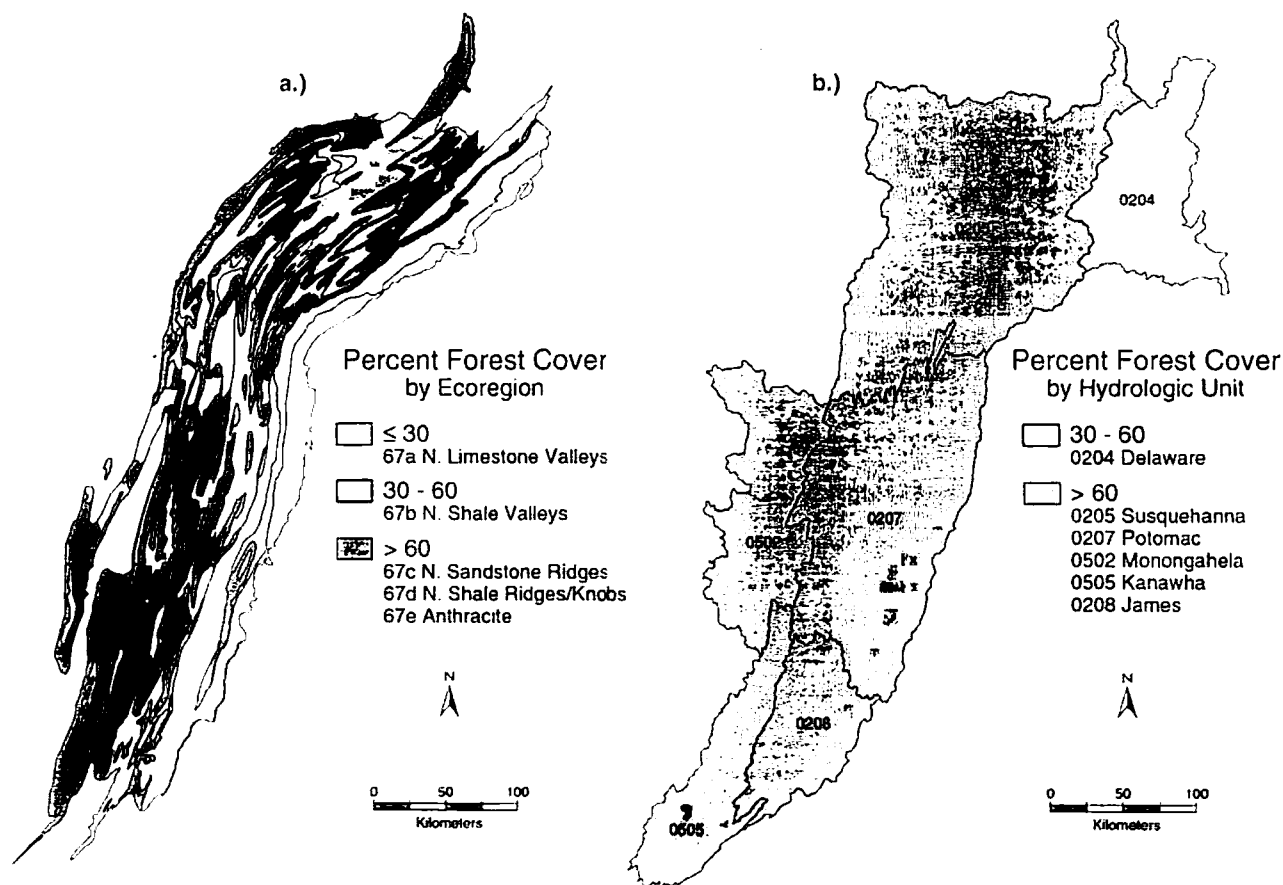 a.)
Percent Forest Cover
by Ecoregion
≤ 30
67a N. Limestone Valleys
30 - 60
67b N. Shale Valleys
> 60
67c N. Sandstone Ridges
67d N. Shale Ridges/Knobs
67e Anthracite
N
0 50 100
Kilometers
b.)
0204
0207
0502
0208
0505
Percent Forest Cover
by Hydrologic Unit
30 - 60
0204 Delaware
> 60
0205 Susquehanna
0207 Potomac
0502 Monongahela
0505 Kanawha
0208 James
N
0 50 100
Kilometers